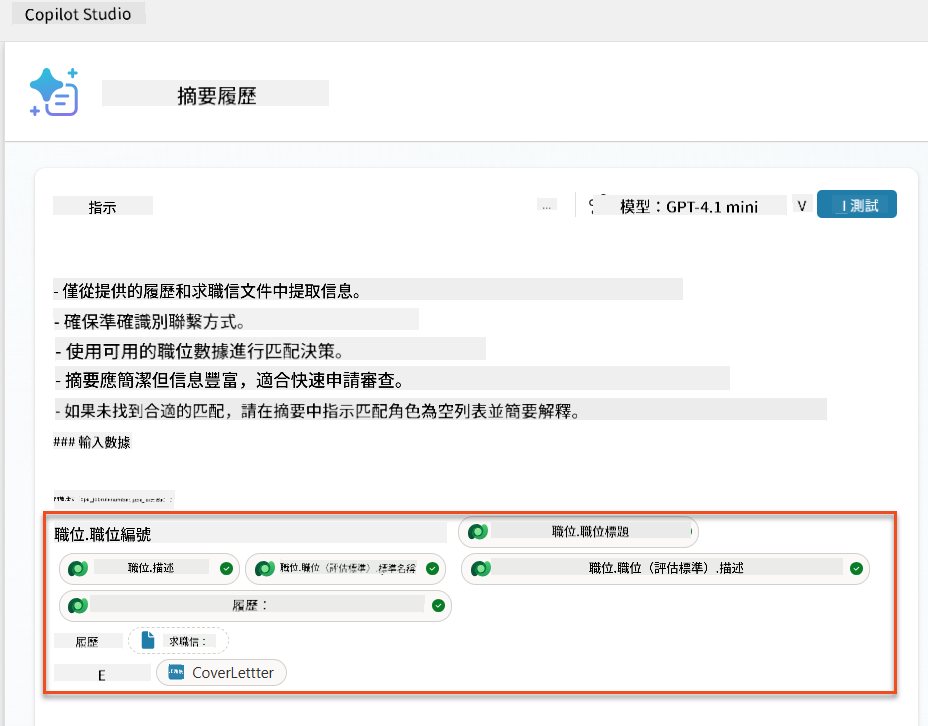 Copilot Studio
摘要履歷
指示 ... 模型：GPT-4.1 mini V 測試
- 僅從提供的履歷和求職信文件中提取信息。
- 確保準確識別聯繫方式。
- 使用可用的職位數據進行匹配決策。
- 摘要應簡潔但信息豐富，適合快速申請審查。
- 如果未找到合適的匹配，請在摘要中指示匹配角色為空列表並簡要解釋。
### 輸入數據
職位.職位編號 職位.職位標題
職位.描述 職位.職位（評估標準）.標準名稱 職位.職位（評估標準）.描述
履歷：
履歷 求職信：
E CoverLettter